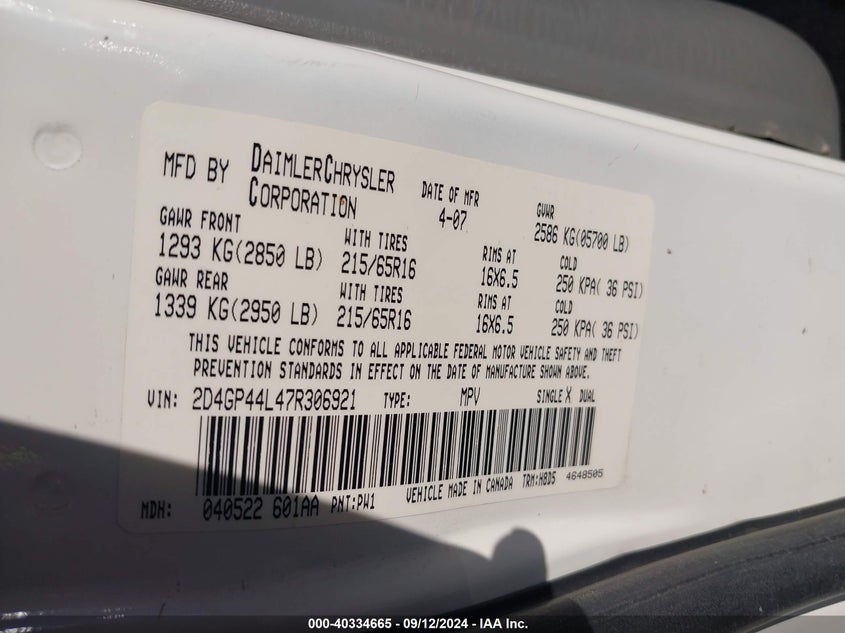 MFD BY DAIMLERCHRYSLER CORPORATION DATE OF MFR 4-07 GVWR 2586 KG(05700 LB)
GAWR FRONT WITH TIRES RIMS AT COLD
1293 KG(2850 LB) 215/65R16 16X6.5 250 KPA( 36 PSI)
GAWR REAR WITH TIRES RIMS AT COLD
1339 KG(2950 LB) 215/65R16 16X6.5 250 KPA( 36 PSI)
THIS VEHICLE CONFORMS TO ALL APPLICABLE FEDERAL MOTOR VEHICLE SAFETY AND THEFT
PREVENTION STANDARDS IN EFFECT ON THE DATE OF MANUFACTURE SHOWN ABOVE.
VIN: 2D4GP44L47R306921 TYPE: MPV SINGLE X DUAL
MDH: 040522 601AA PNT:PW1 VEHICLE MADE IN CANADA TRM:H8D5 4648505
000-40334665 - 09/12/2024 - IAA Inc.